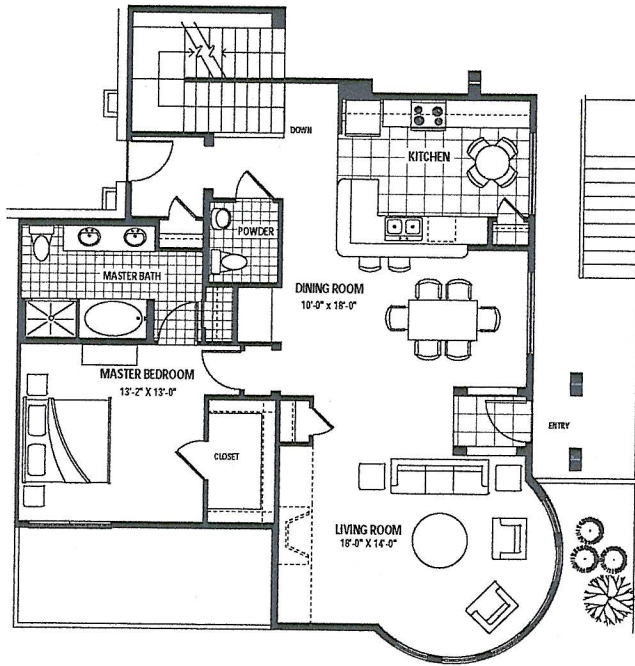 DOWN
KITCHEN
POWDER
MASTER BATH
DINING ROOM
10'-0" x 18'-0"
MASTER BEDROOM
13'-2" X 13'-0"
ENTRY
CLOSET
LIVING ROOM
18'-0" X 14'-0"